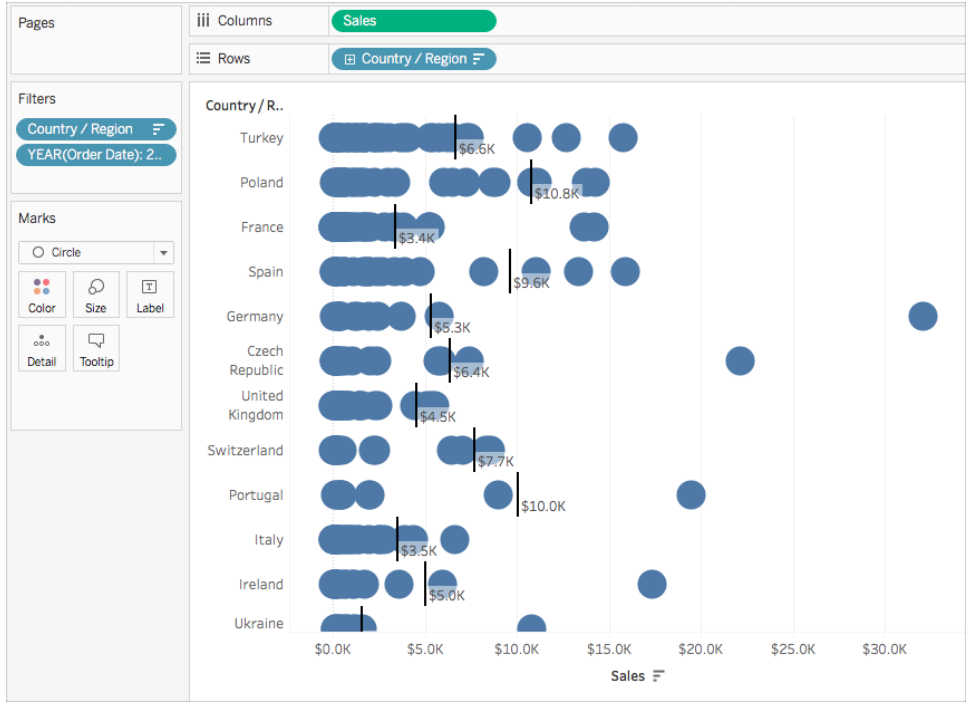 Pages
Columns
Sales
Rows
Country / Region
Filters
Country / Region
YEAR(Order Date): 2..
Marks
Circle
Color
Size
Label
T
Detail
Tooltip
Country / R..
Turkey
$6.6K
Poland
$10.8K
France
$3.4K
Spain
$9.6K
Germany
$5.3K
Czech
Republic
$6.4K
United
Kingdom
$4.5K
Switzerland
$7.7K
Portugal
$10.0K
Italy
$3.5K
Ireland
$5.0K
Ukraine
$0.0K $5.0K $10.0K $15.0K $20.0K $25.0K $30.0K
Sales